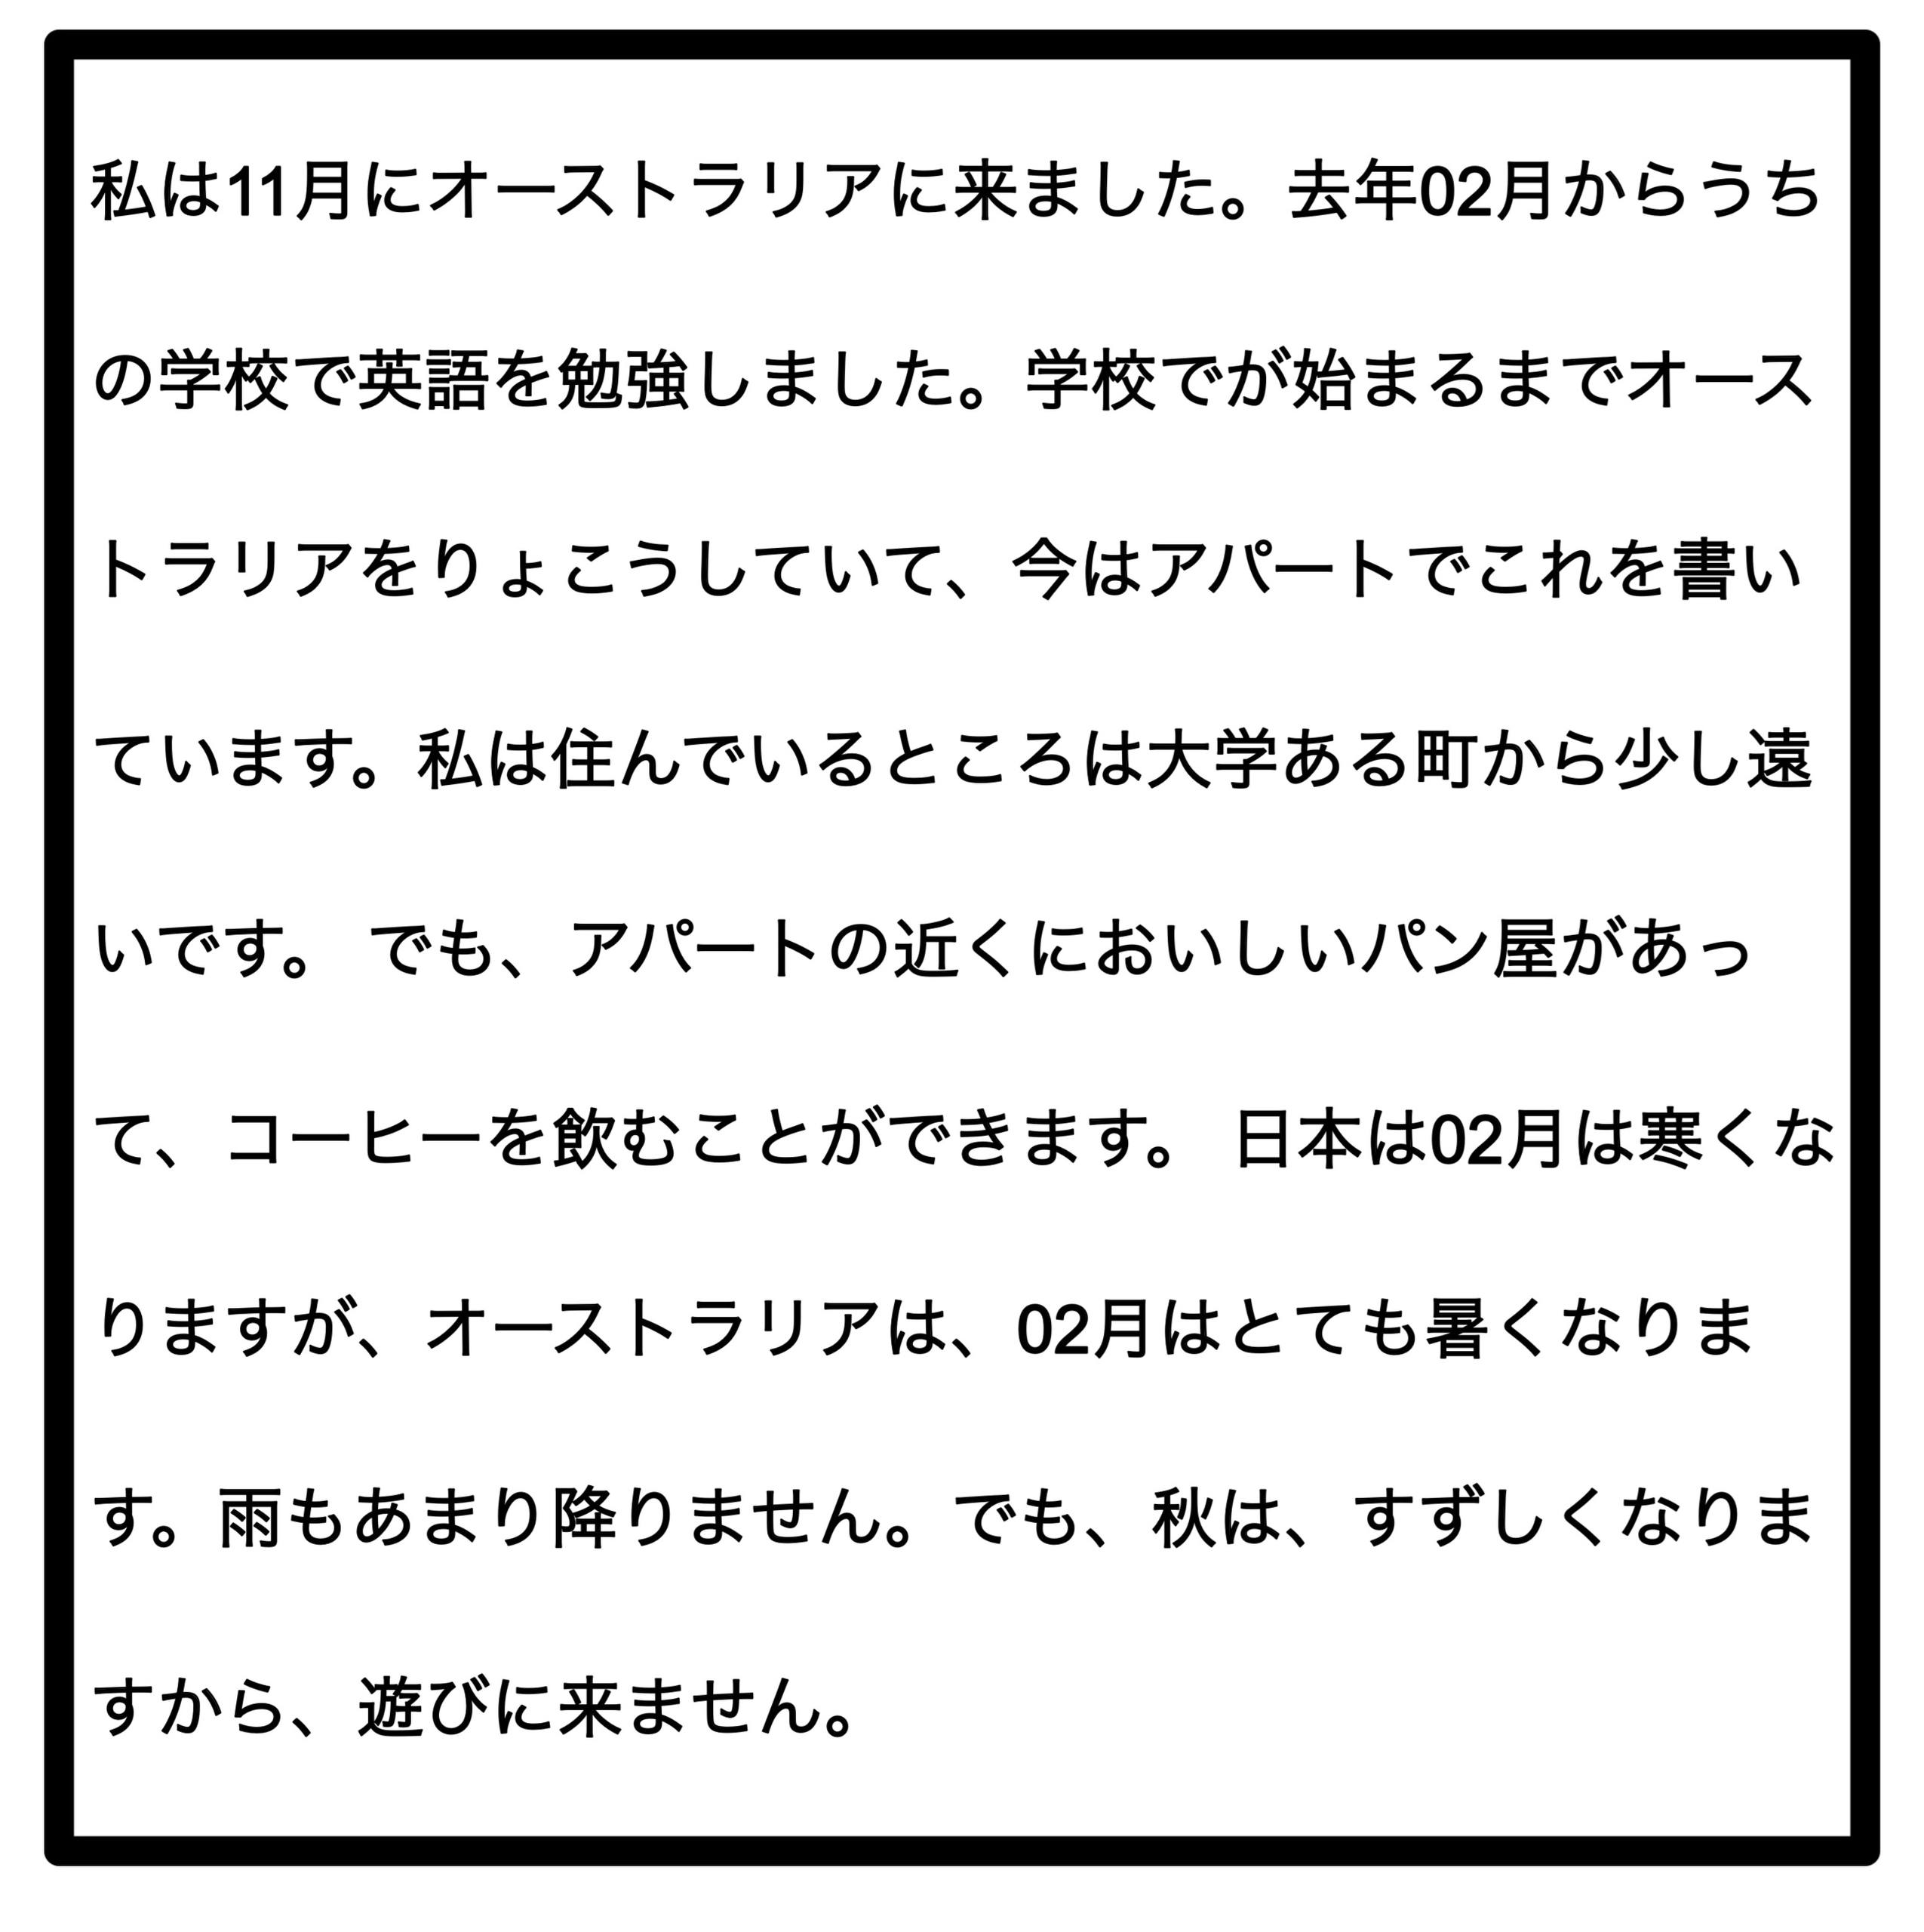 私は11月にオーストラリアに来ました。去年02月からうち
の学校で英語を勉強しました。学校でが始まるまでオース
トラリアをりょこうしていて、今はアパートでこれを書い
ています。私は住んでいるところは大学ある町から少し遠
いです。でも、アパートの近くにおいしいパン屋があっ
て、コーヒーを飲むことができます。 日本は02月は寒くな
りますが、オーストラリアは、02月はとても暑くなりま
す。雨もあまり降りません。でも、秋は、すずしくなりま
すから、遊びに来ません。